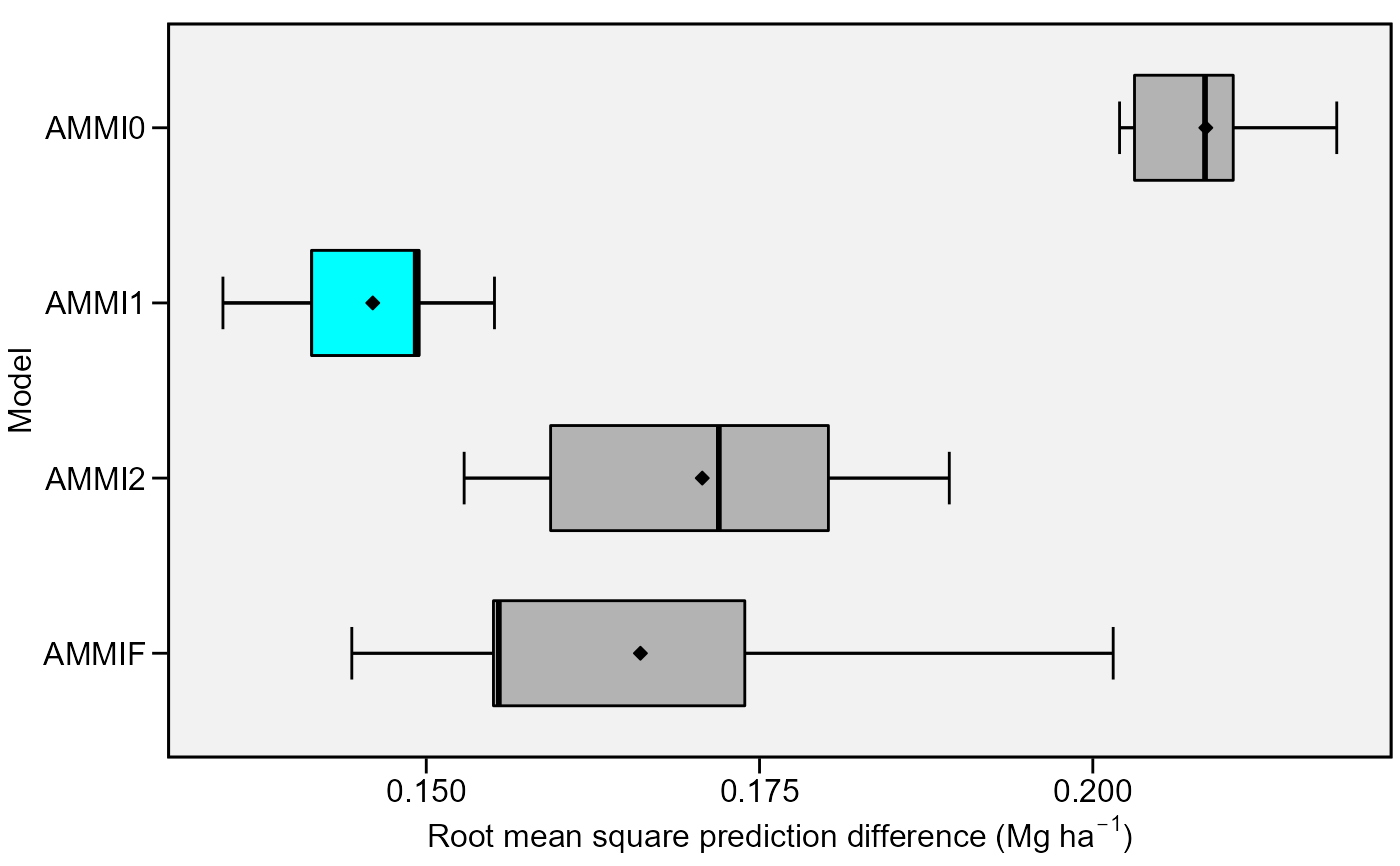 AMMI0
AMMI1
AMMI2
AMMIF
Model
0.150 0.175 0.200
Root mean square prediction difference (Mg ha⁻¹)